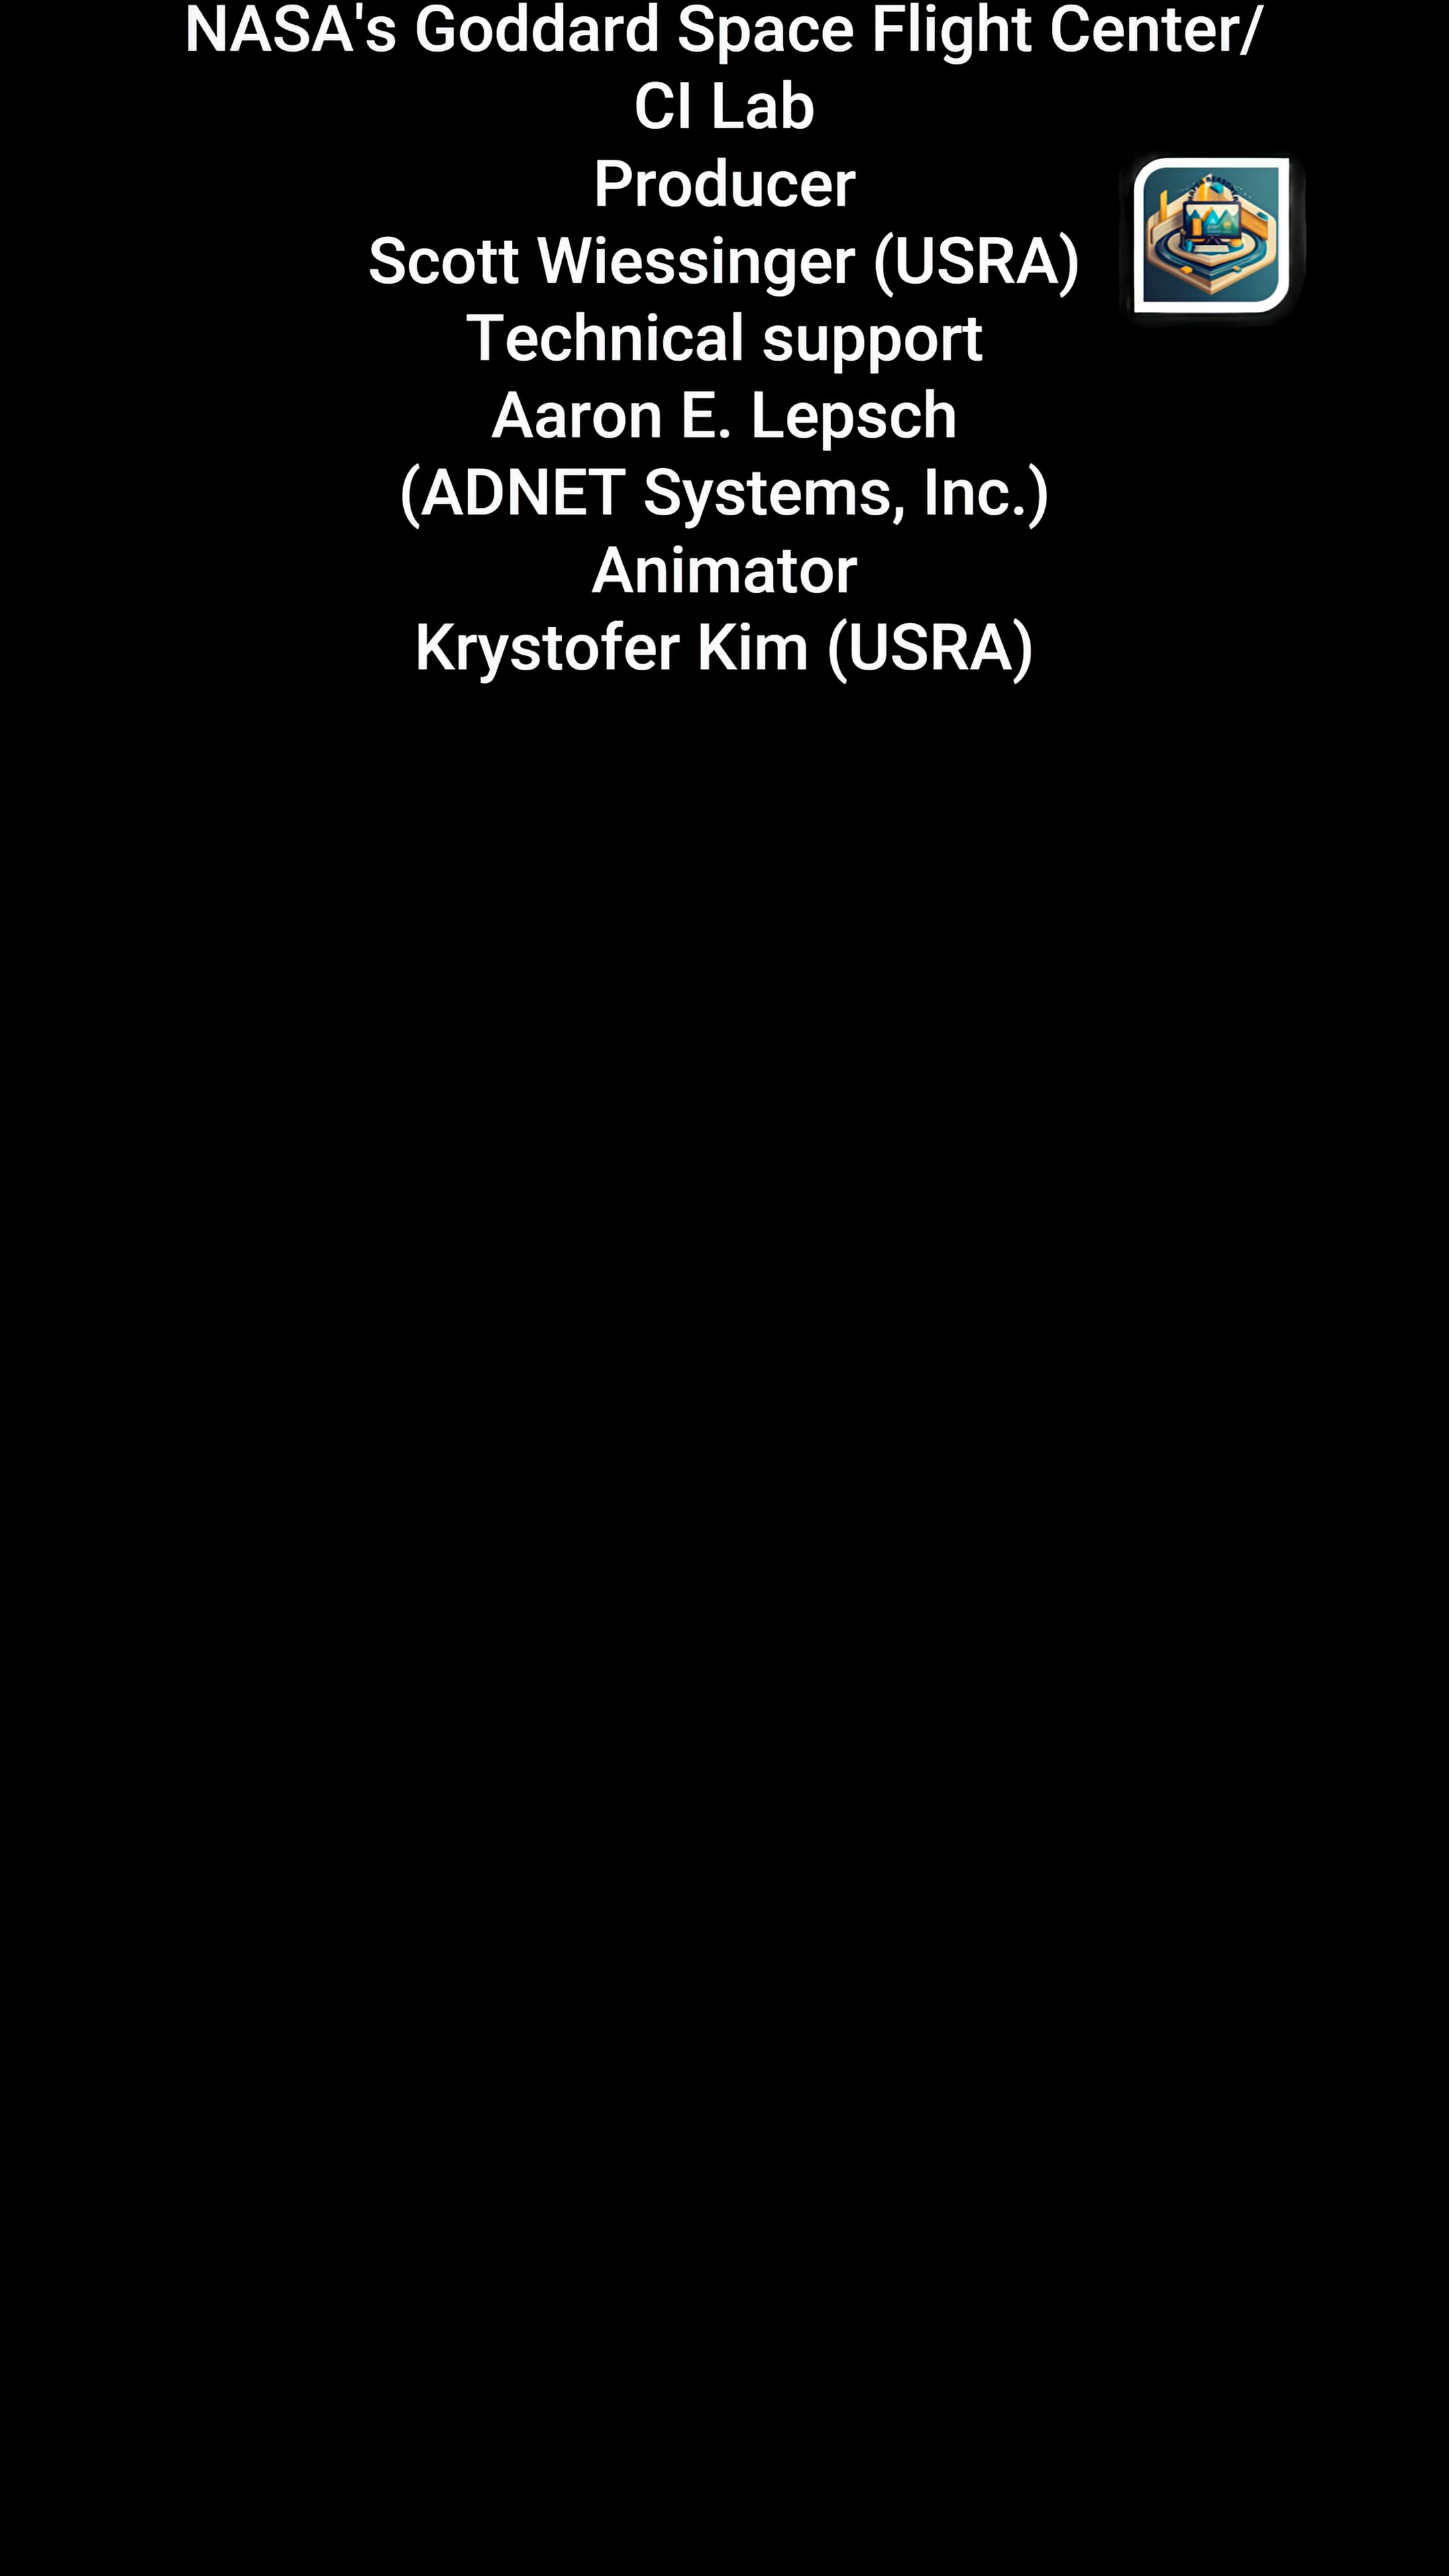 NASA's Goddard Space Flight Center/
CI Lab
Producer
Scott Wiessinger (USRA)
Technical support
Aaron E. Lepsch
(ADNET Systems, Inc.)
Animator
Krystofer Kim (USRA)